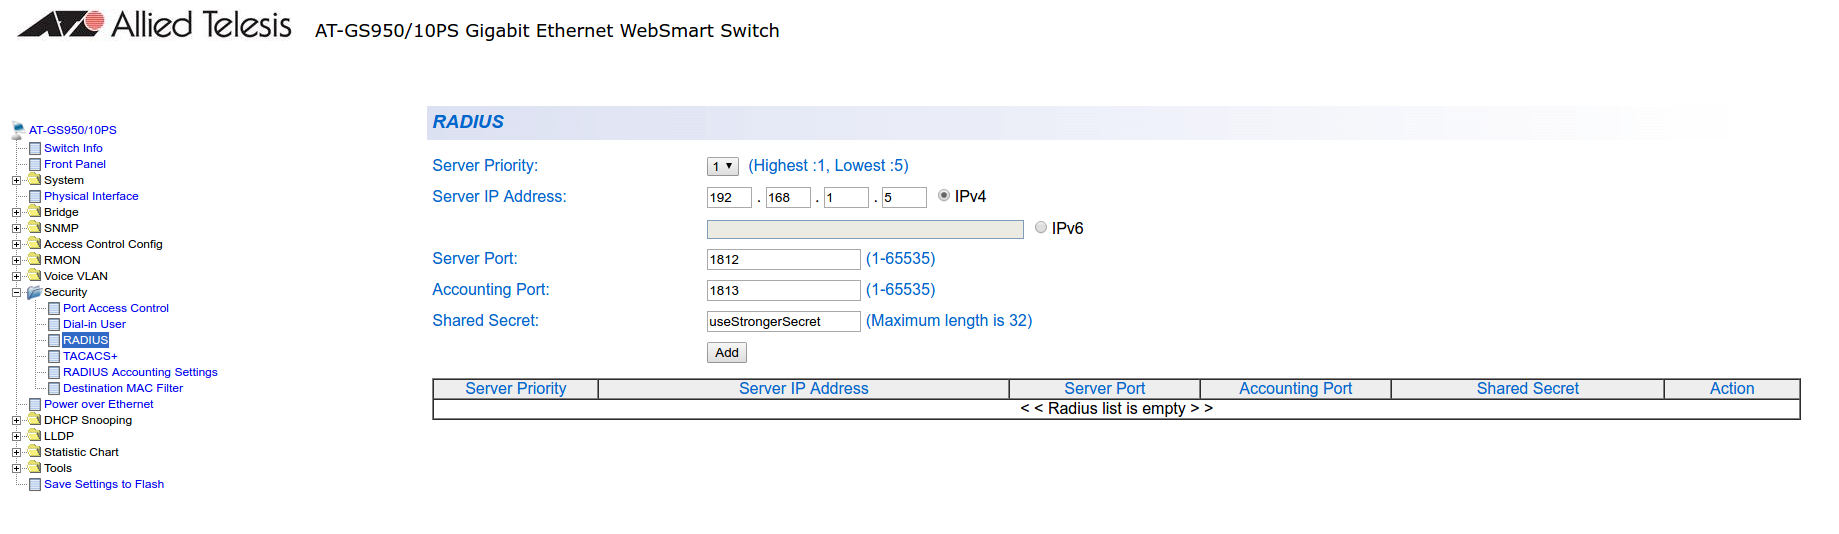 Allied Telesis AT-GS950/10PS Gigabit Ethernet WebSmart Switch
AT-GS950/10PS
Switch Info
Front Panel
System
Physical Interface
Bridge
SNMP
Access Control Config
RMON
Voice VLAN
Security
Port Access Control
Dial-in User
RADIUS
TACACS+
RADIUS Accounting Settings
Destination MAC Filter
Power over Ethernet
DHCP Snooping
LLDP
Statistic Chart
Tools
Save Settings to Flash
RADIUS
Server Priority: 1 (Highest :1, Lowest :5)
Server IP Address: 192 . 168 . 1 . 5 IPv4
IPv6
Server Port: 1812 (1-65535)
Accounting Port: 1813 (1-65535)
Shared Secret: useStrongerSecret (Maximum length is 32)
Add
Server Priority Server IP Address Server Port Accounting Port Shared Secret Action
< < Radius list is empty > >